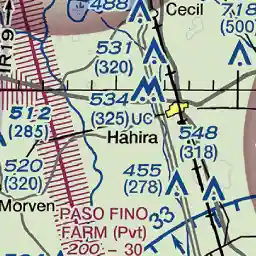 488
Cecil
718
(500)
IR19
531
(320)
534
(325) UC
512
(285)
Hahira
548
(318)
520
(320)
455
(278)
Morven
PASO FINO
FARM (Pvt)
200 - 30
33